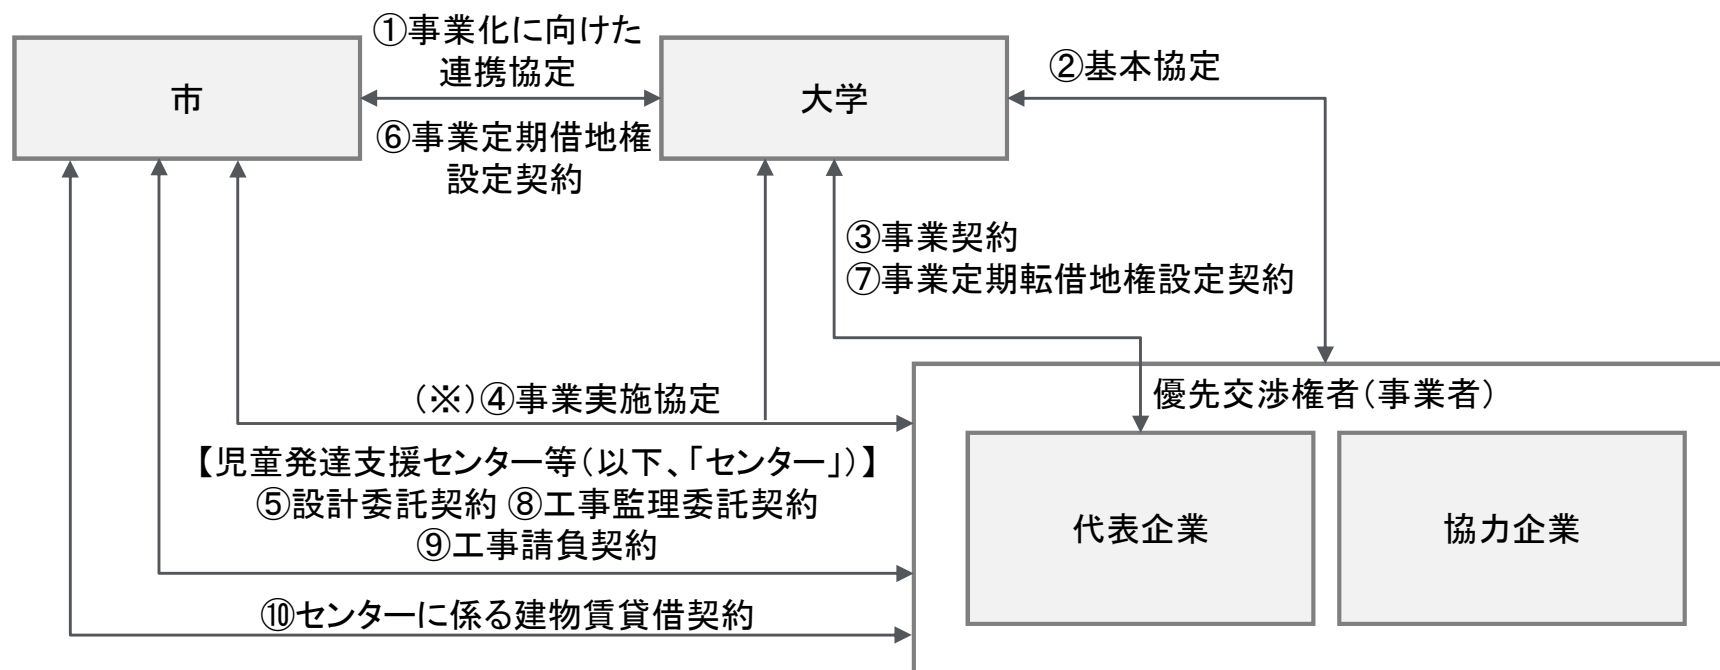 ①事業化に向けた
連携協定
②基本協定
市
大学
⑥事業定期借地権
設定契約
③事業契約
⑦事業定期転借地権設定契約
(※)④事業実施協定
優先交渉権者(事業者)
【児童発達支援センター等(以下、「センター」)】
⑤設計委託契約 ⑧工事監理委託契約
⑨工事請負契約
代表企業
協力企業
⑩センターに係る建物賃貸借契約